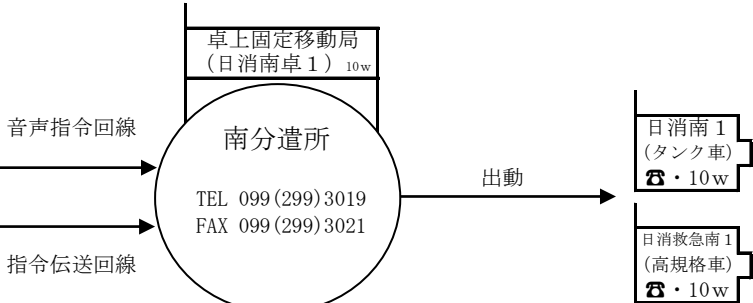 卓上固定移動局
(日消南卓１) 10w
音声指令回線
南分遣所
TEL 099(299)3019
FAX 099(299)3021
指令伝送回線
出動
日消南１
(タンク車)
☎・10w
日消救急南1
(高規格車)
☎・10w